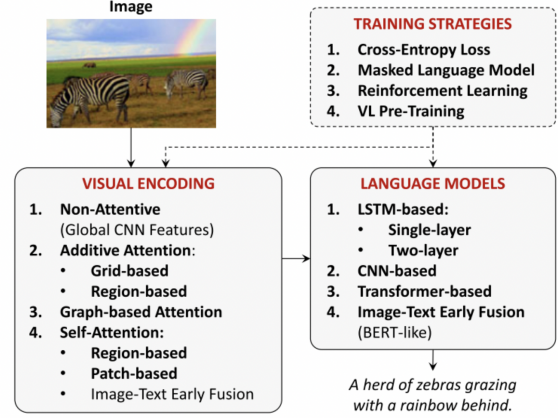 Image
TRAINING STRATEGIES
1. Cross-Entropy Loss
2. Masked Language Model
3. Reinforcement Learning
4. VL Pre-Training
VISUAL ENCODING
1. Non-Attentive
(Global CNN Features)
2. Additive Attention:
• Grid-based
• Region-based
3. Graph-based Attention
4. Self-Attention:
• Region-based
• Patch-based
• Image-Text Early Fusion
LANGUAGE MODELS
1. LSTM-based:
• Single-layer
• Two-layer
2. CNN-based
3. Transformer-based
4. Image-Text Early Fusion
(BERT-like)
A herd of zebras grazing
with a rainbow behind.